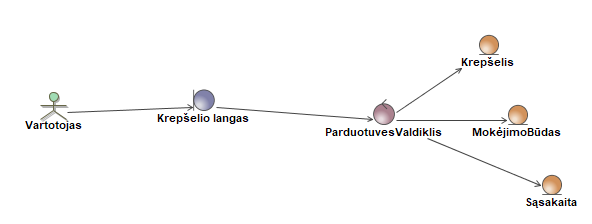 Krepšelis
Vartotojas
Krepšelio langas
ParduotuvesValdiklis
MokėjimoBūdas
Sąsakaita